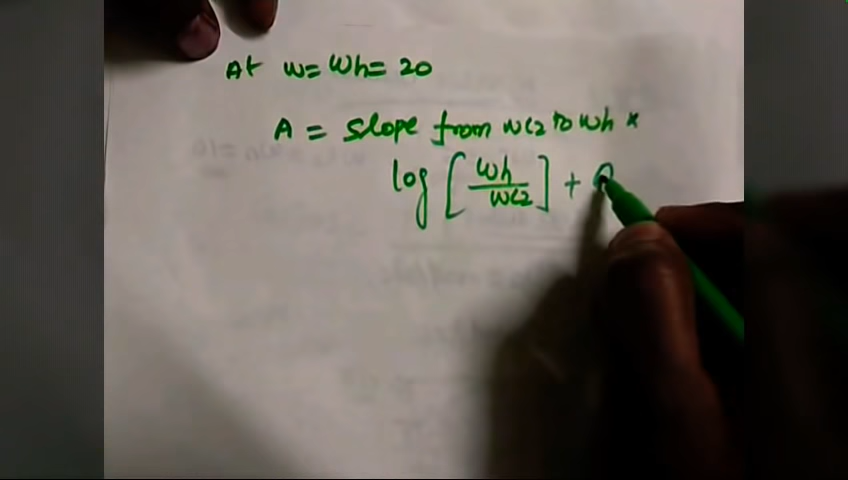 At w = wh = 20
A = slope from wc2 to wh ×
log [ wh / wc2 ] +